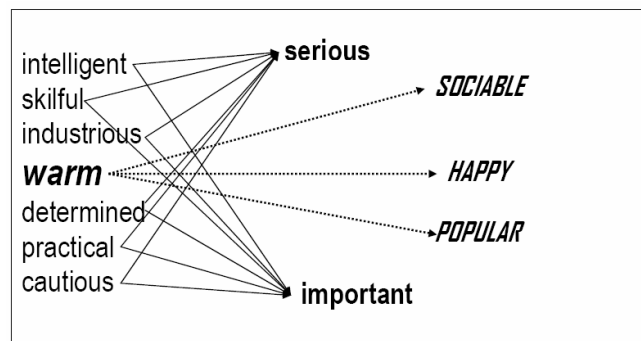 intelligent
skilful
industrious
warm
determined
practical
cautious
serious
important
SOCIABLE
HAPPY
POPULAR